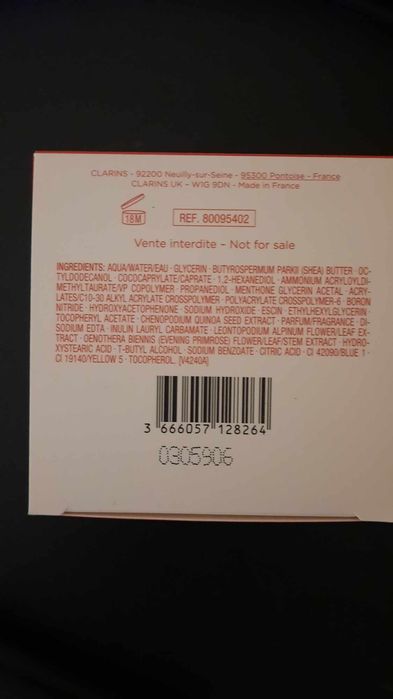 CLARINS - 92200 Neuilly-sur-Seine - 95300 Pontoise - France
CLARINS UK - W1G 9DN - Made in France
18M
REF. 80095402
Vente interdite - Not for sale
INGREDIENTS: AQUA/WATER/EAU · GLYCERIN · BUTYROSPERMUM PARKII (SHEA) BUTTER · OC-
TYLDODECANOL · COCOCAPRYLATE/CAPRATE · 1,2-HEXANEDIOL · AMMONIUM ACRYLOYLDI-
METHYLTAURATE/VP COPOLYMER · PROPANEDIOL · MENTHONE GLYCERIN ACETAL · ACRY-
LATES/C10-30 ALKYL ACRYLATE CROSSPOLYMER · POLYACRYLATE CROSSPOLYMER-6 · BORON
NITRIDE · HYDROXYACETOPHENONE · SODIUM HYDROXIDE · ESCIN · ETHYLHEXYLGLYCERIN ·
TOCOPHERYL ACETATE · CHENOPODIUM QUINOA SEED EXTRACT · PARFUM/FRAGRANCE · DI-
SODIUM EDTA · INULIN LAURYL CARBAMATE · LEONTOPODIUM ALPINUM FLOWER/LEAF EX-
TRACT · OENOTHERA BIENNIS (EVENING PRIMROSE) FLOWER/LEAF/STEM EXTRACT · HYDRO-
XYSTEARIC ACID · T-BUTYL ALCOHOL · SODIUM BENZOATE · CITRIC ACID · CI 42090/BLUE 1 ·
CI 19140/YELLOW 5 · TOCOPHEROL. [V4240A]
3 666057 128264
0305906